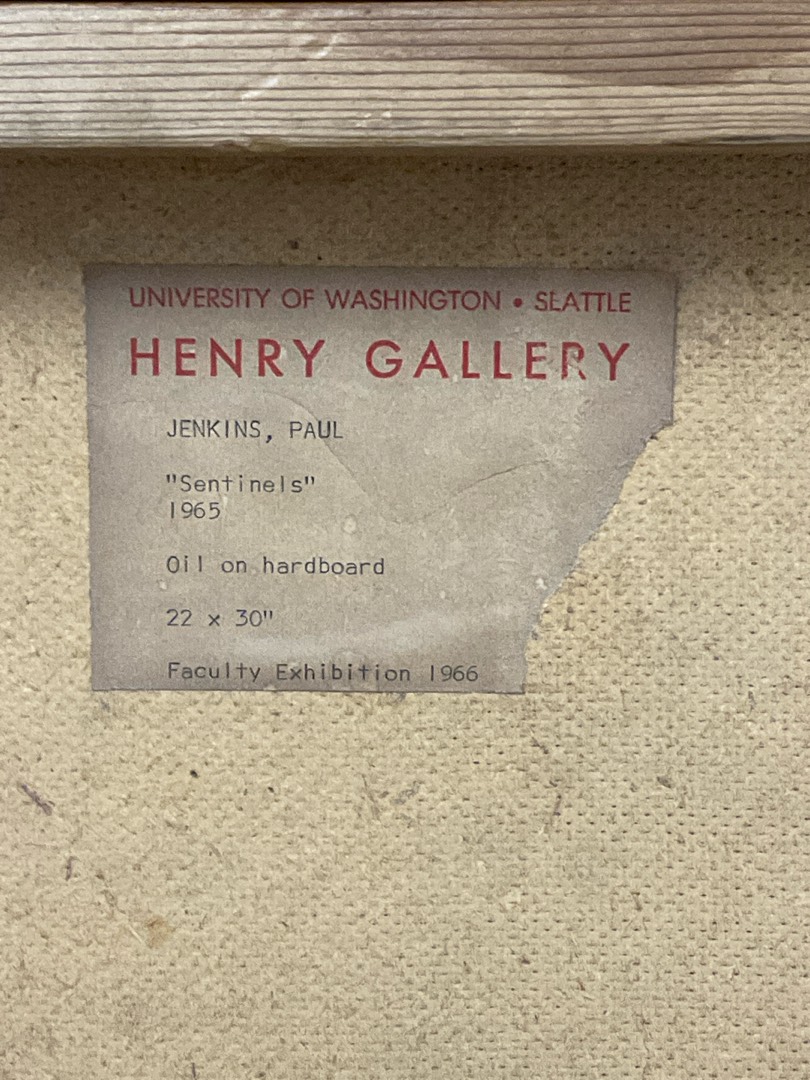 UNIVERSITY OF WASHINGTON • SEATTLE
HENRY GALLERY
JENKINS, PAUL
"Sentinels"
1965
Oil on hardboard
22 x 30"
Faculty Exhibition 1966